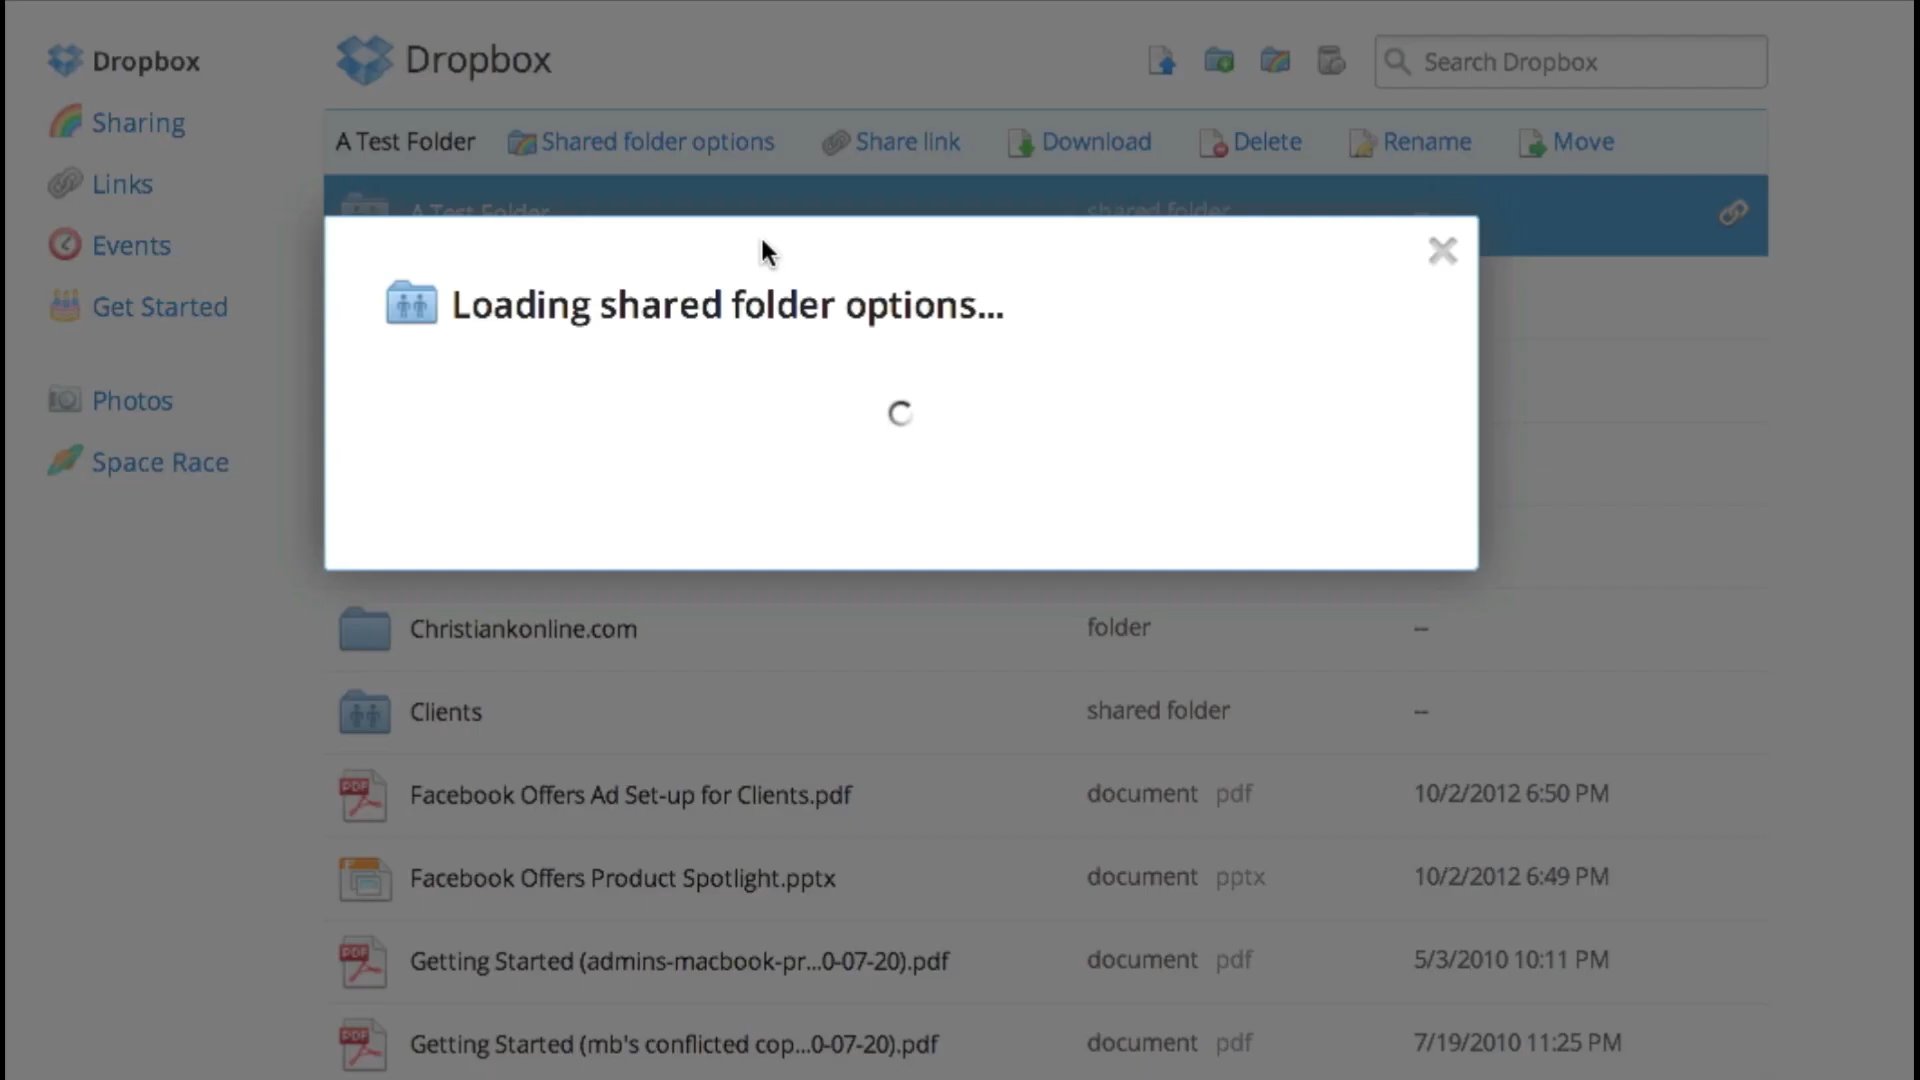 Dropbox
Sharing
Links
Events
Get Started
Photos
Space Race
Dropbox
Search Dropbox
A Test Folder Shared folder options Share link Download Delete Rename Move
A Test Folder shared folder --
Loading shared folder options...
Christiankonline.com folder --
Clients shared folder --
Facebook Offers Ad Set-up for Clients.pdf document pdf 10/2/2012 6:50 PM
Facebook Offers Product Spotlight.pptx document pptx 10/2/2012 6:49 PM
Getting Started (admins-macbook-pr...0-07-20).pdf document pdf 5/3/2010 10:11 PM
Getting Started (mb's conflicted cop...0-07-20).pdf document pdf 7/19/2010 11:25 PM